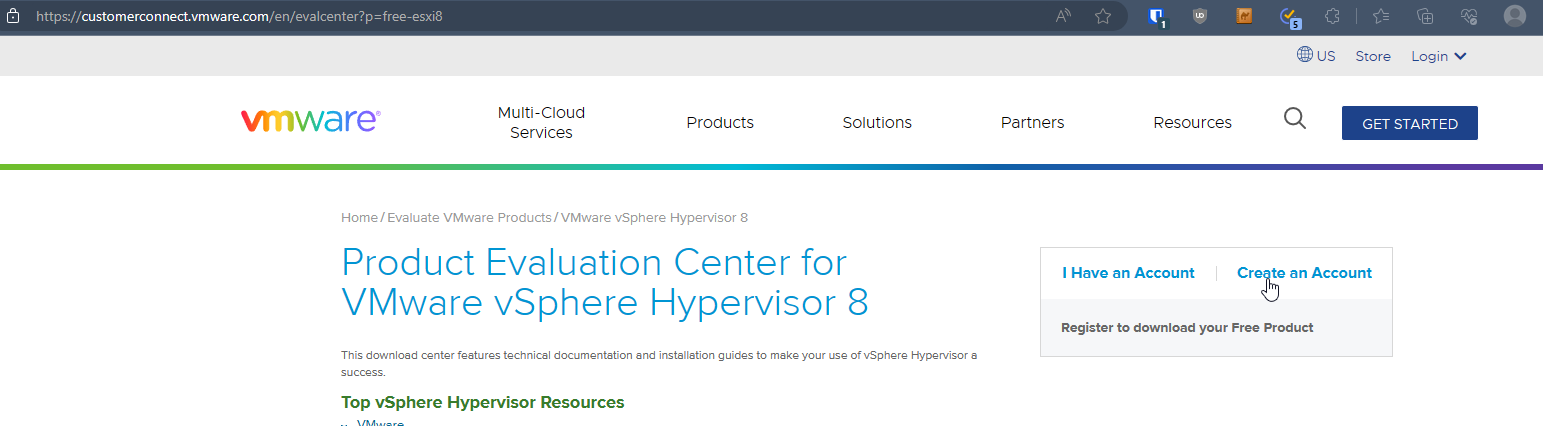 https://customerconnect.vmware.com/en/evalcenter?p=free-esxi8
1
5
US Store Login
vmware®
Multi-Cloud
Services
Products
Solutions
Partners
Resources
GET STARTED
Home / Evaluate VMware Products / VMware vSphere Hypervisor 8
Product Evaluation Center for
VMware vSphere Hypervisor 8
I Have an Account
Create an Account
Register to download your Free Product
This download center features technical documentation and installation guides to make your use of vSphere Hypervisor a
success.
Top vSphere Hypervisor Resources
VMware